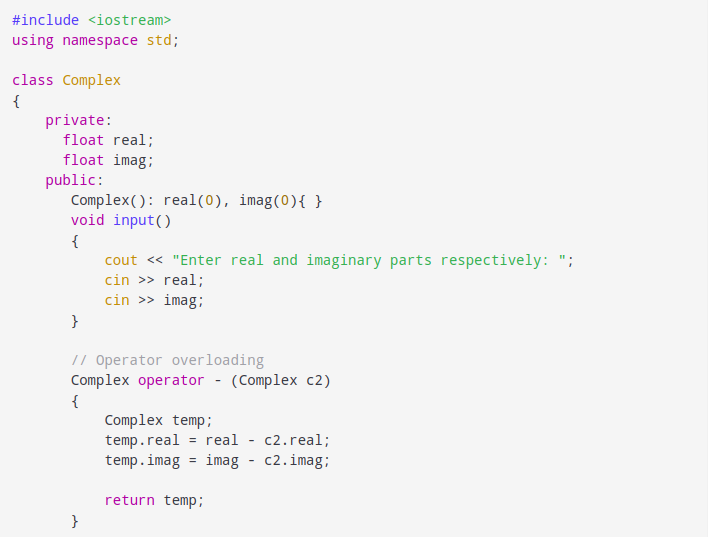 #include <iostream>
using namespace std;

class Complex
{
    private:
      float real;
      float imag;
    public:
       Complex(): real(0), imag(0){ }
       void input()
       {
           cout << "Enter real and imaginary parts respectively: ";
           cin >> real;
           cin >> imag;
       }

       // Operator overloading
       Complex operator - (Complex c2)
       {
           Complex temp;
           temp.real = real - c2.real;
           temp.imag = imag - c2.imag;

           return temp;
       }